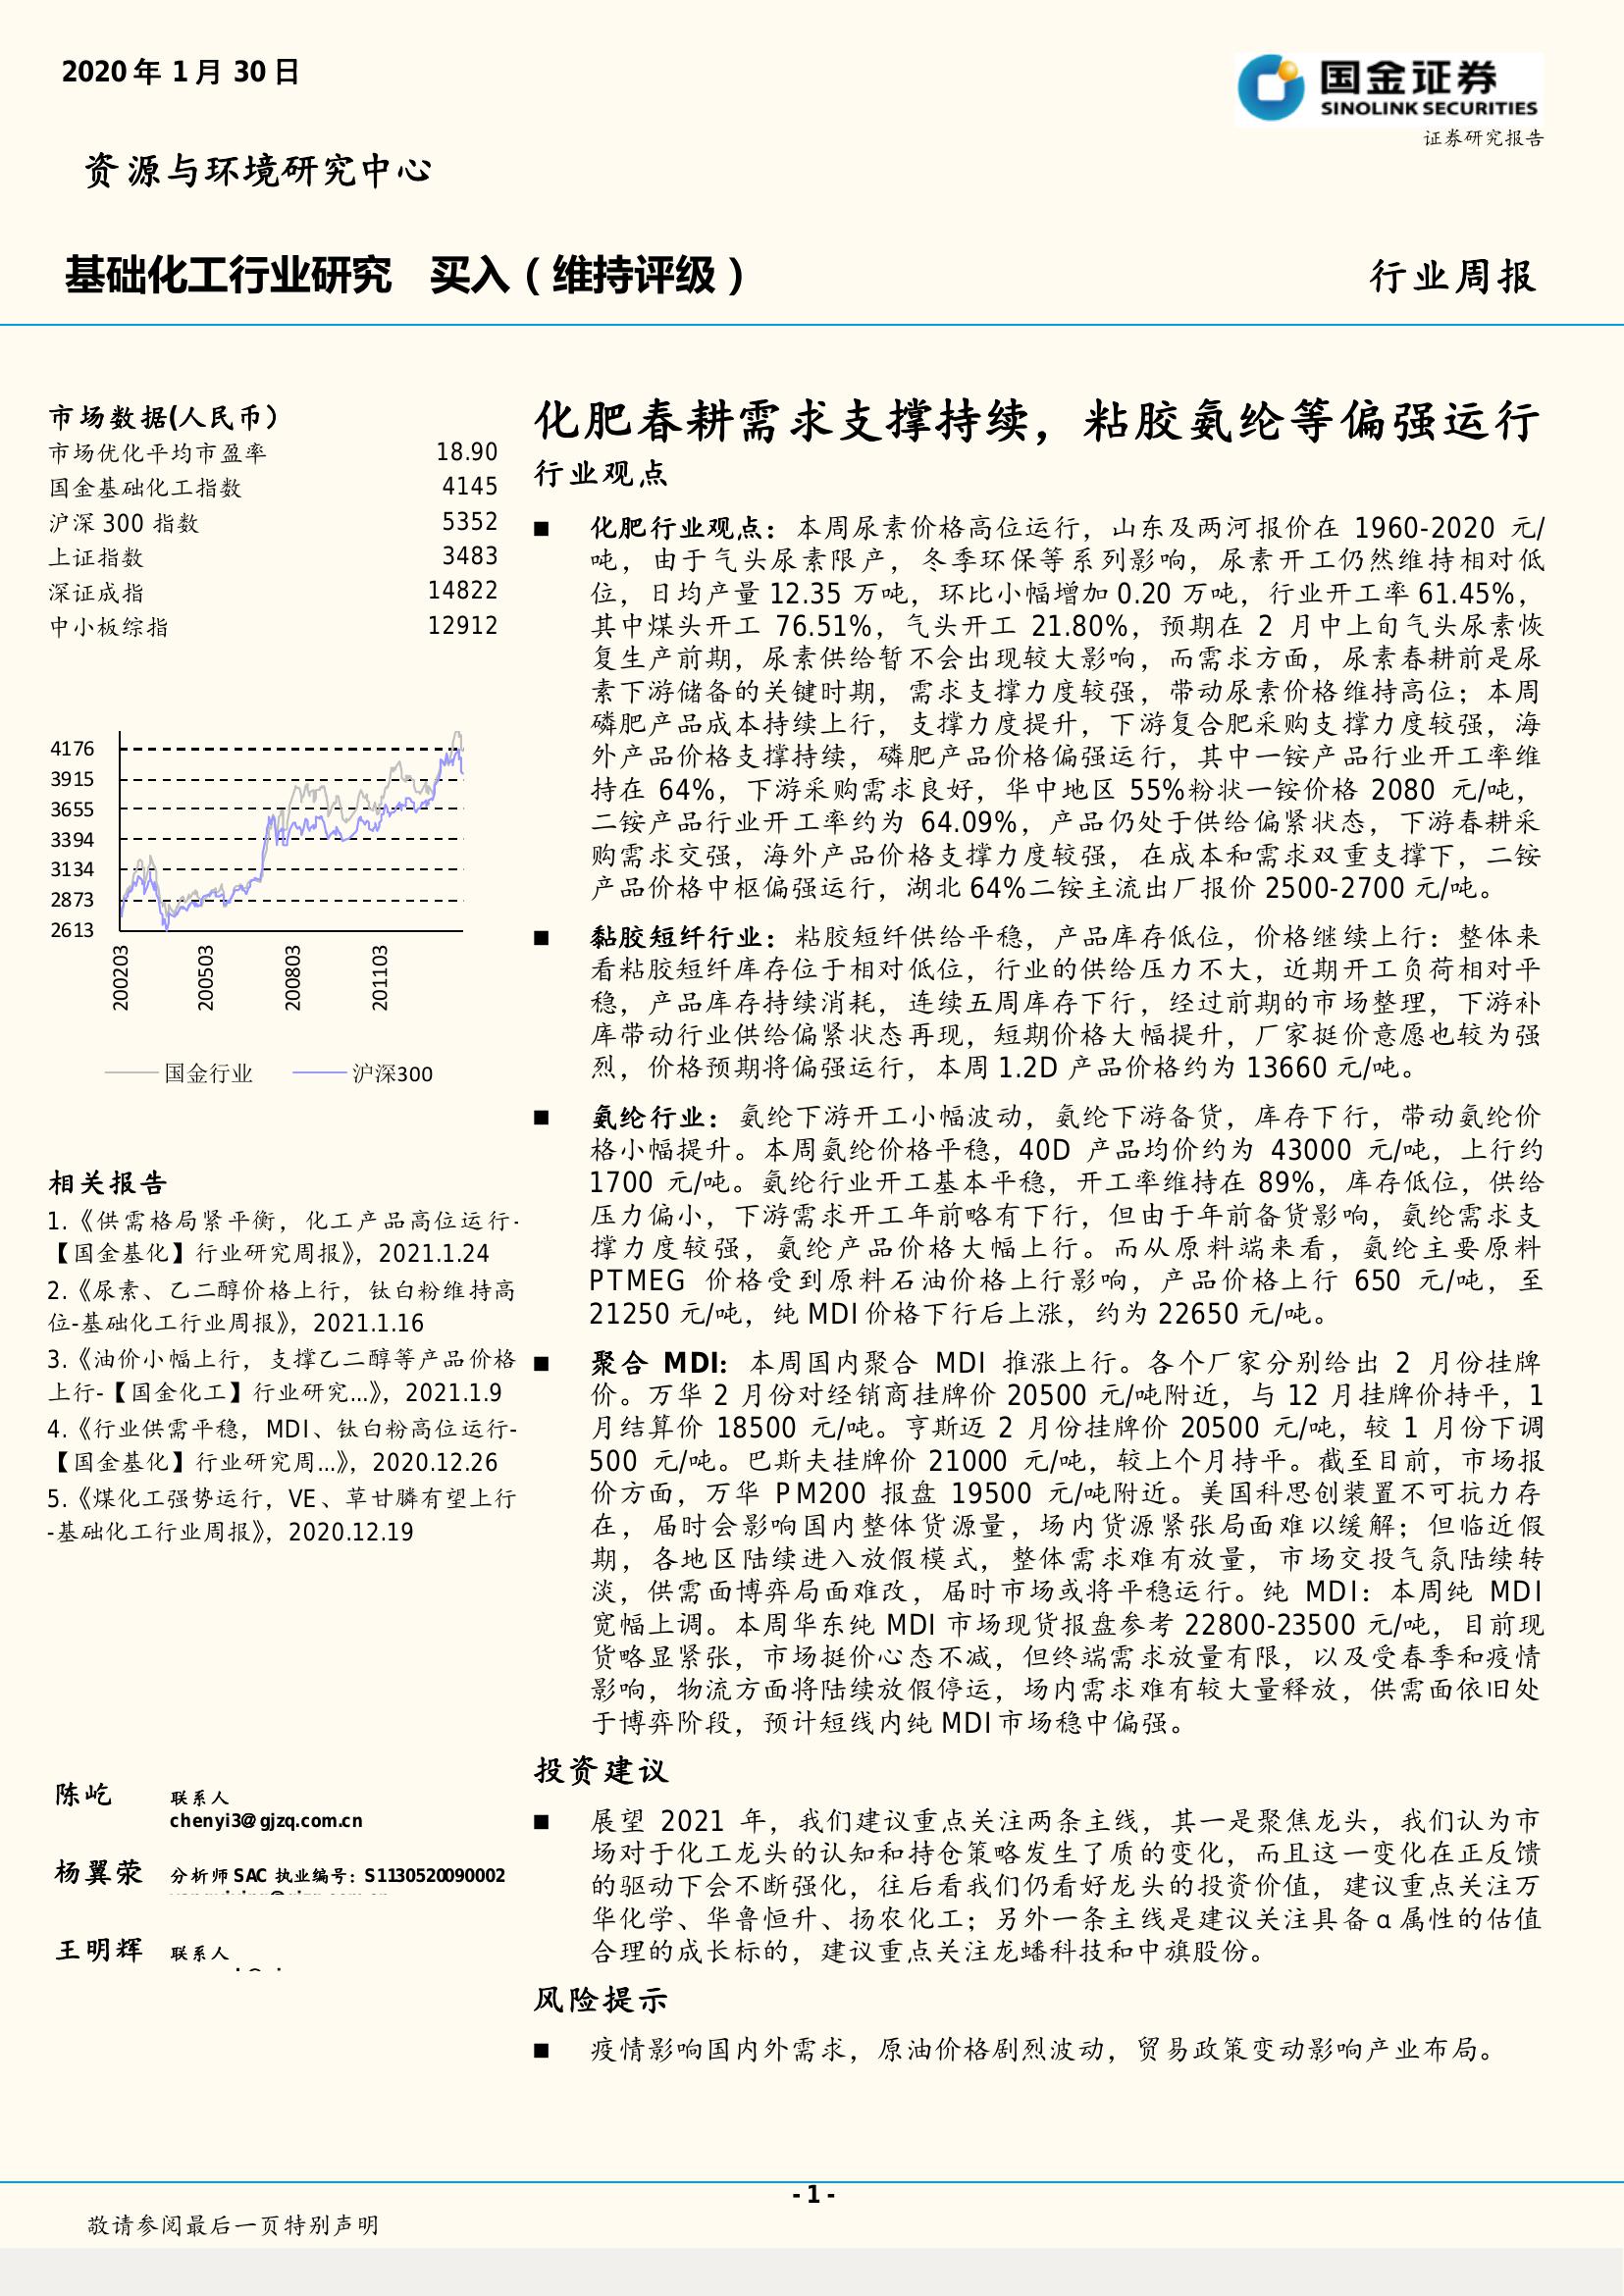 2020年 1月 30日
国金证券
SINOLINK SECURITIES
证券研究报告
资源与环境研究中心
基础化工行业研究 买入（维持评级）
行业周报
市场数据(人民币）
市场优化平均市盈率 18.90
国金基础化工指数 4145
沪深 300 指数 5352
上证指数 3483
深证成指 14822
中小板综指 12912
4176
3915
3655
3394
3134
2873
2613
200203
200503
200803
201103
国金行业 沪深300
相关报告
1.《供需格局紧平衡，化工产品高位运行-
【国金基化】行业研究周报》，2021.1.24
2.《尿素、乙二醇价格上行，钛白粉维持高
位-基础化工行业周报》，2021.1.16
3.《油价小幅上行，支撑乙二醇等产品价格
上行-【国金化工】行业研究...》，2021.1.9
4.《行业供需平稳，MDI、钛白粉高位运行-
【国金基化】行业研究周...》，2020.12.26
5.《煤化工强势运行，VE、草甘膦有望上行
-基础化工行业周报》，2020.12.19
陈屹 联系人
chenyi3@gjzq.com.cn
杨翼荥 分析师 SAC 执业编号：S1130520090002
王明辉 联系人
化肥春耕需求支撑持续，粘胶氨纶等偏强运行
行业观点
■ 化肥行业观点：本周尿素价格高位运行，山东及两河报价在 1960-2020 元/
吨，由于气头尿素限产，冬季环保等系列影响，尿素开工仍然维持相对低
位，日均产量 12.35 万吨，环比小幅增加 0.20 万吨，行业开工率 61.45%，
其中煤头开工 76.51%，气头开工 21.80%，预期在 2 月中上旬气头尿素恢
复生产前期，尿素供给暂不会出现较大影响，而需求方面，尿素春耕前是尿
素下游储备的关键时期，需求支撑力度较强，带动尿素价格维持高位；本周
磷肥产品成本持续上行，支撑力度提升，下游复合肥采购支撑力度较强，海
外产品价格支撑持续，磷肥产品价格偏强运行，其中一铵产品行业开工率维
持在 64%，下游采购需求良好，华中地区 55%粉状一铵价格 2080 元/吨，
二铵产品行业开工率约为 64.09%，产品仍处于供给偏紧状态，下游春耕采
购需求交强，海外产品价格支撑力度较强，在成本和需求双重支撑下，二铵
产品价格中枢偏强运行，湖北 64%二铵主流出厂报价 2500-2700 元/吨。
■ 黏胶短纤行业：粘胶短纤供给平稳，产品库存低位，价格继续上行：整体来
看粘胶短纤库存位于相对低位，行业的供给压力不大，近期开工负荷相对平
稳，产品库存持续消耗，连续五周库存下行，经过前期的市场整理，下游补
库带动行业供给偏紧状态再现，短期价格大幅提升，厂家挺价意愿也较为强
烈，价格预期将偏强运行，本周 1.2D 产品价格约为 13660 元/吨。
■ 氨纶行业：氨纶下游开工小幅波动，氨纶下游备货，库存下行，带动氨纶价
格小幅提升。本周氨纶价格平稳，40D 产品均价约为 43000 元/吨，上行约
1700 元/吨。氨纶行业开工基本平稳，开工率维持在 89%，库存低位，供给
压力偏小，下游需求开工年前略有下行，但由于年前备货影响，氨纶需求支
撑力度较强，氨纶产品价格大幅上行。而从原料端来看，氨纶主要原料
PTMEG 价格受到原料石油价格上行影响，产品价格上行 650 元/吨，至
21250 元/吨，纯 MDI 价格下行后上涨，约为 22650 元/吨。
■ 聚合 MDI：本周国内聚合 MDI 推涨上行。各个厂家分别给出 2 月份挂牌
价。万华 2 月份对经销商挂牌价 20500 元/吨附近，与 12 月挂牌价持平，1
月结算价 18500 元/吨。亨斯迈 2 月份挂牌价 20500 元/吨，较 1 月份下调
500 元/吨。巴斯夫挂牌价 21000 元/吨，较上个月持平。截至目前，市场报
价方面，万华 PM200 报盘 19500 元/吨附近。美国科思创装置不可抗力存
在，届时会影响国内整体货源量，场内货源紧张局面难以缓解；但临近假
期，各地区陆续进入放假模式，整体需求难有放量，市场交投气氛陆续转
淡，供需面博弈局面难改，届时市场或将平稳运行。纯 MDI：本周纯 MDI
宽幅上调。本周华东纯 MDI 市场现货报盘参考 22800-23500 元/吨，目前现
货略显紧张，市场挺价心态不减，但终端需求放量有限，以及受春季和疫情
影响，物流方面将陆续放假停运，场内需求难有较大量释放，供需面依旧处
于博弈阶段，预计短线内纯 MDI 市场稳中偏强。
投资建议
■ 展望 2021 年，我们建议重点关注两条主线，其一是聚焦龙头，我们认为市
场对于化工龙头的认知和持仓策略发生了质的变化，而且这一变化在正反馈
的驱动下会不断强化，往后看我们仍看好龙头的投资价值，建议重点关注万
华化学、华鲁恒升、扬农化工；另外一条主线是建议关注具备 α 属性的估值
合理的成长标的，建议重点关注龙蟠科技和中旗股份。
风险提示
■ 疫情影响国内外需求，原油价格剧烈波动，贸易政策变动影响产业布局。
- 1 -
敬请参阅最后一页特别声明